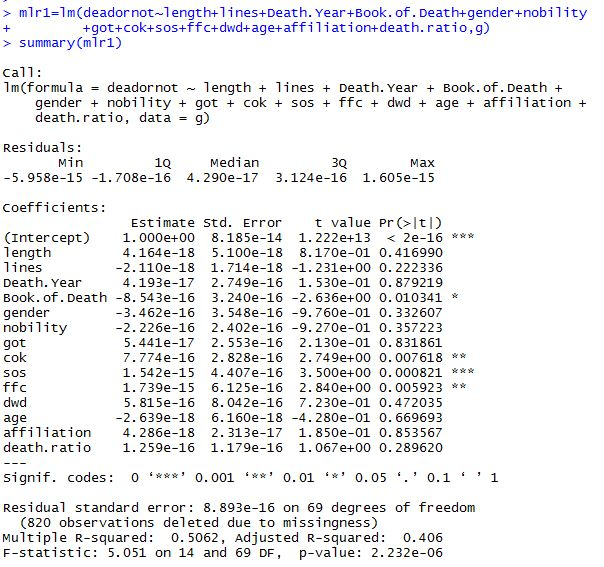 > mlr1=lm(deadornot~length+lines+Death.Year+Book.of.Death+gender+nobility
+ +got+cok+sos+ffc+dwd+age+affiliation+death.ratio,g)
> summary(mlr1)
Call:
lm(formula = deadornot ~ length + lines + Death.Year + Book.of.Death +
gender + nobility + got + cok + sos + ffc + dwd + age + affiliation +
death.ratio, data = g)
Residuals:
Min 1Q Median 3Q Max
-5.958e-15 -1.708e-16 4.290e-17 3.124e-16 1.605e-15
Coefficients:
Estimate Std. Error t value Pr(>|t|)
(Intercept) 1.000e+00 8.185e-14 1.222e+13 < 2e-16 ***
length 4.164e-18 5.100e-18 8.170e-01 0.416990
lines -2.110e-18 1.714e-18 -1.231e+00 0.222336
Death.Year 4.193e-17 2.749e-16 1.530e-01 0.879219
Book.of.Death -8.543e-16 3.240e-16 -2.636e+00 0.010341 *
gender -3.462e-16 3.548e-16 -9.760e-01 0.332607
nobility -2.226e-16 2.402e-16 -9.270e-01 0.357223
got 5.441e-17 2.553e-16 2.130e-01 0.831861
cok 7.774e-16 2.828e-16 2.749e+00 0.007618 **
sos 1.542e-15 4.407e-16 3.500e+00 0.000821 ***
ffc 1.739e-15 6.125e-16 2.840e+00 0.005923 **
dwd 5.815e-16 8.042e-16 7.230e-01 0.472035
age -2.639e-18 6.160e-18 -4.280e-01 0.669693
affiliation 4.286e-18 2.313e-17 1.850e-01 0.853567
death.ratio 1.259e-16 1.179e-16 1.067e+00 0.289620
---
Signif. codes: 0 ‘***’ 0.001 ‘**’ 0.01 ‘*’ 0.05 ‘.’ 0.1 ‘ ’ 1
Residual standard error: 8.893e-16 on 69 degrees of freedom
(820 observations deleted due to missingness)
Multiple R-squared: 0.5062, Adjusted R-squared: 0.406
F-statistic: 5.051 on 14 and 69 DF, p-value: 2.232e-06